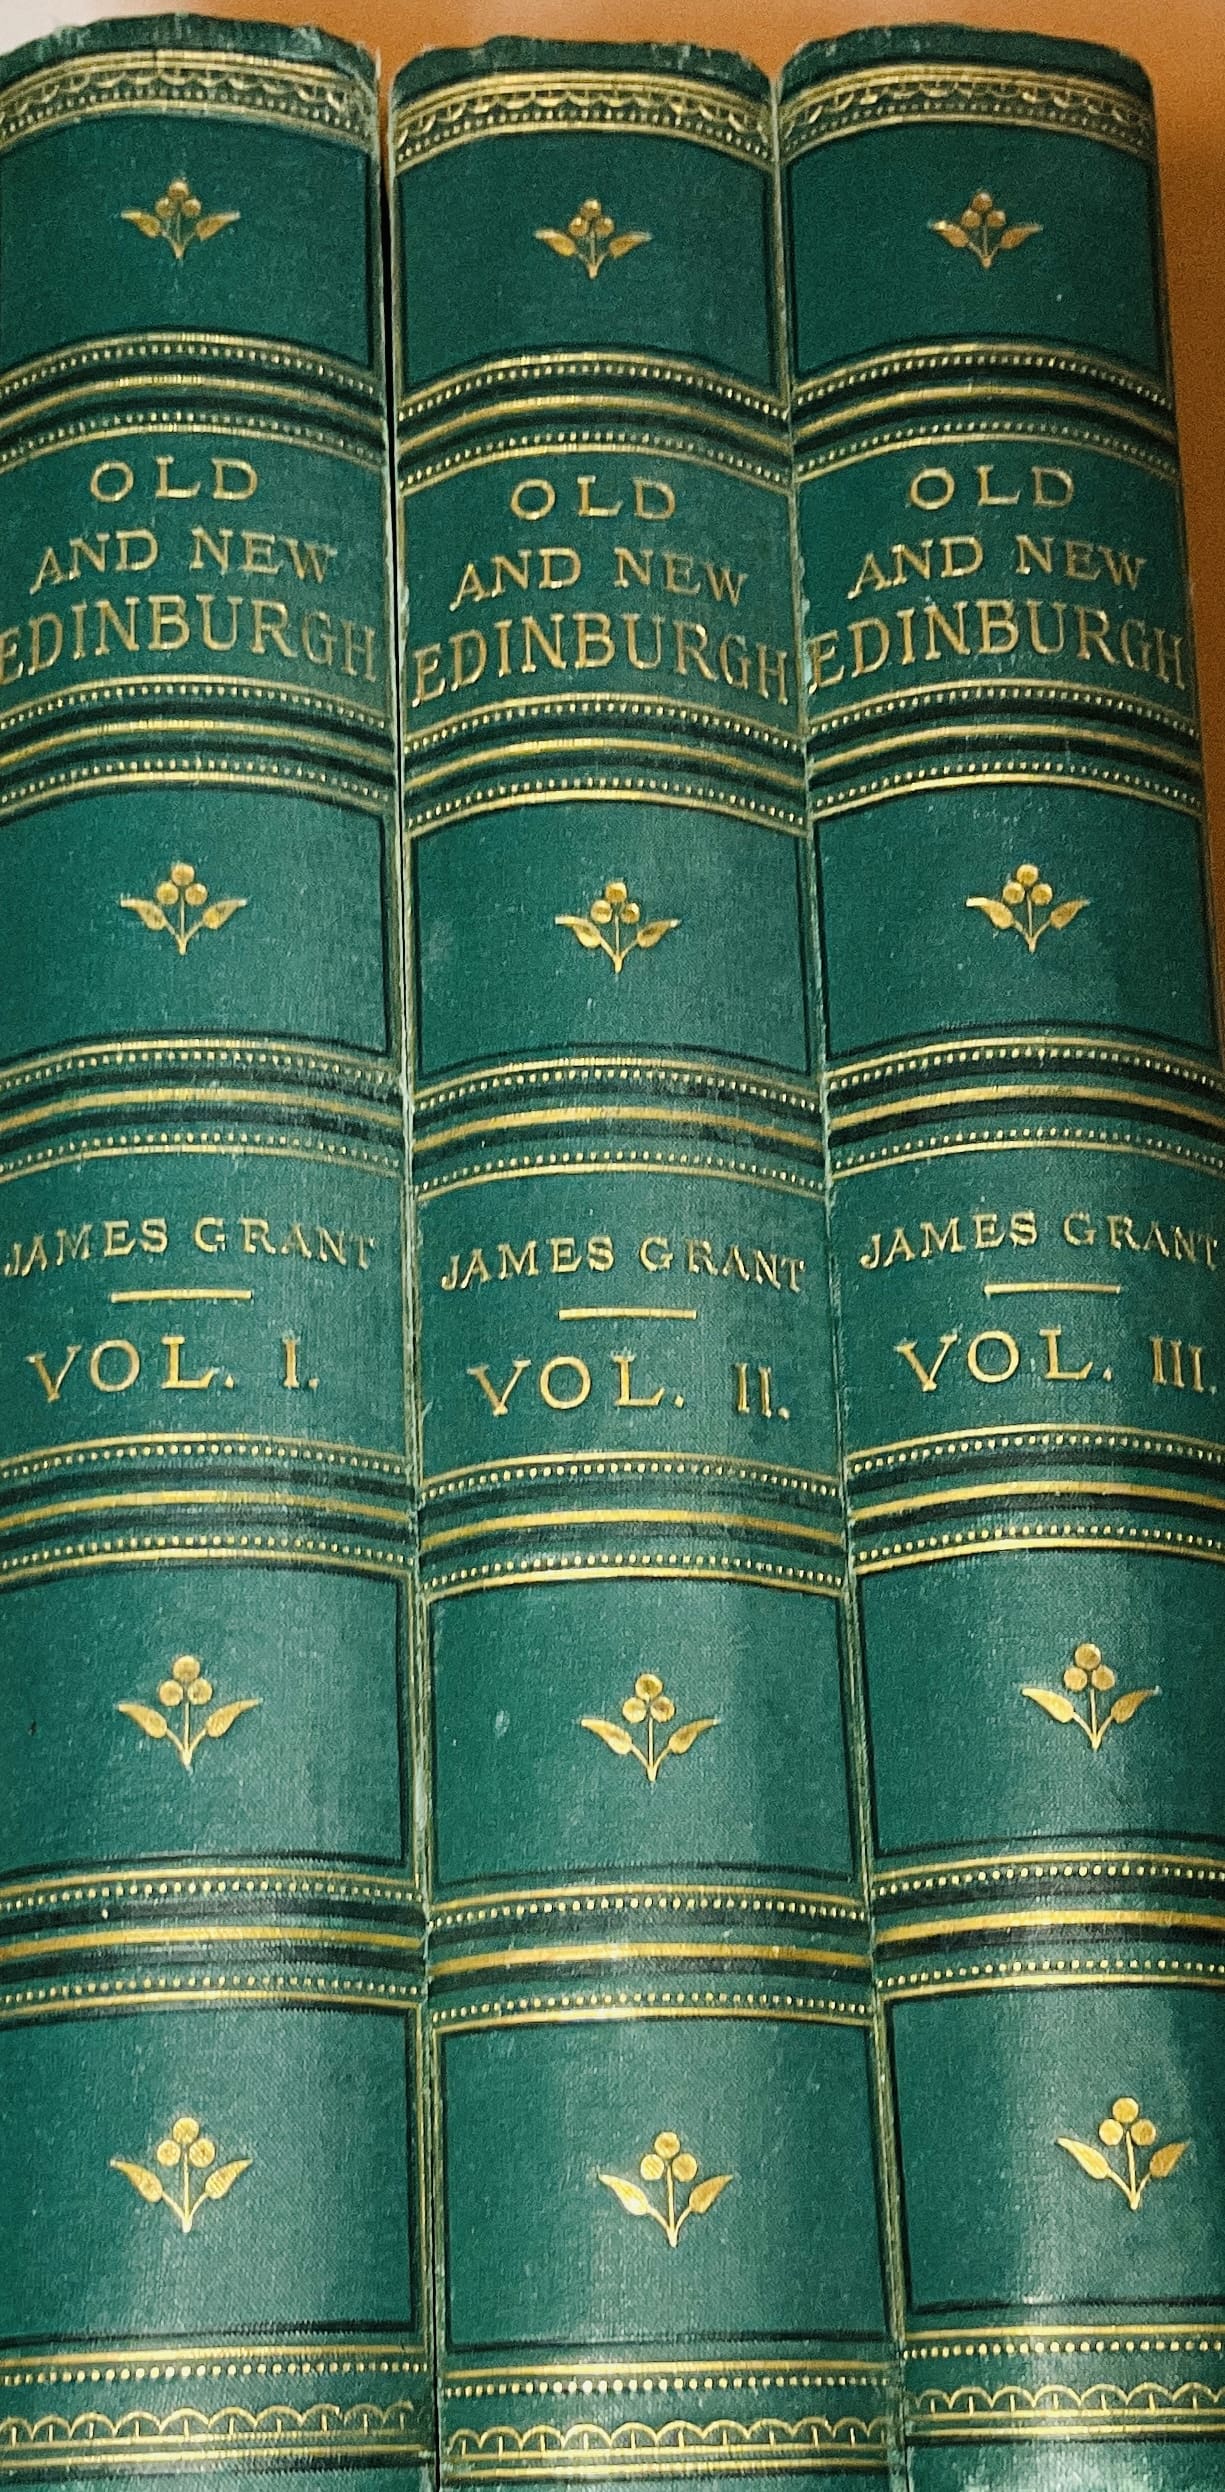 OLD
AND NEW
EDINBURGH
JAMES GRANT
VOL. I.
OLD
AND NEW
EDINBURGH
JAMES GRANT
VOL. II.
OLD
AND NEW
EDINBURGH
JAMES GRANT
VOL. III.